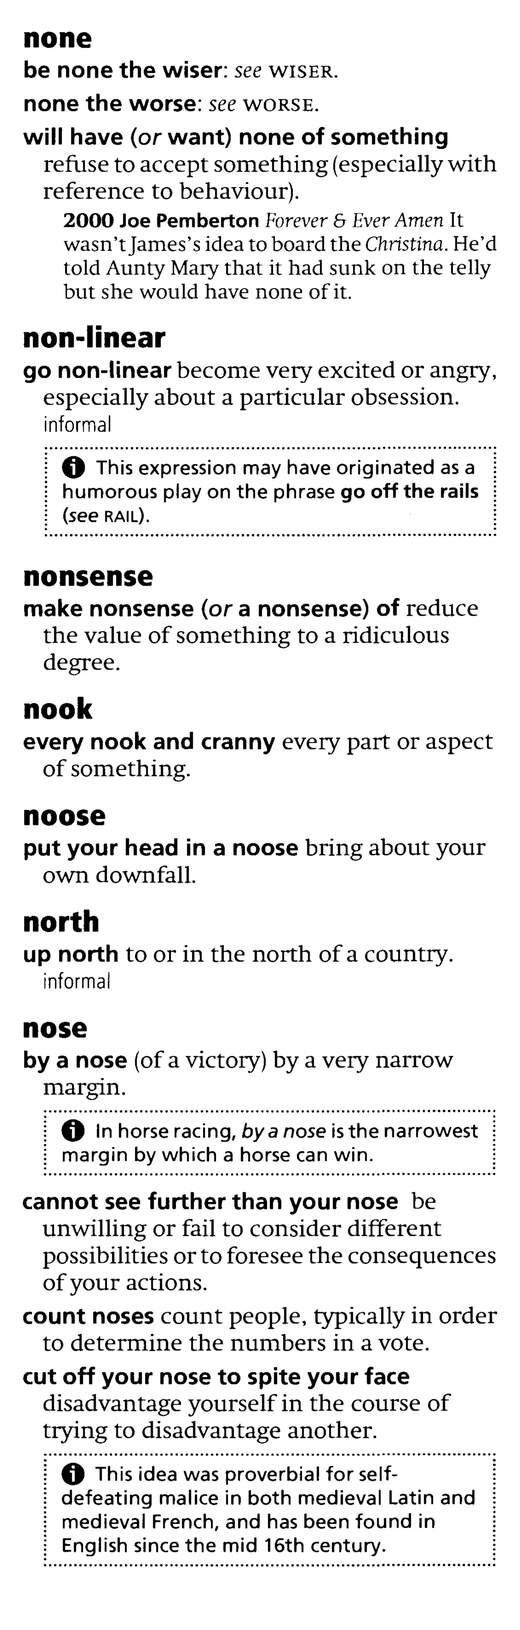 none
be none the wiser: see WISER.
none the worse: see WORSE.
will have (or want) none of something
refuse to accept something (especially with
reference to behaviour).
2000 Joe Pemberton Forever & Ever Amen It
wasn't James's idea to board the Christina. He'd
told Aunty Mary that it had sunk on the telly
but she would have none of it.
non-linear
go non-linear become very excited or angry,
especially about a particular obsession.
informal
i This expression may have originated as a
humorous play on the phrase go off the rails
(see RAIL).
nonsense
make nonsense (or a nonsense) of reduce
the value of something to a ridiculous
degree.
nook
every nook and cranny every part or aspect
of something.
noose
put your head in a noose bring about your
own downfall.
north
up north to or in the north of a country.
informal
nose
by a nose (of a victory) by a very narrow
margin.
i In horse racing, by a nose is the narrowest
margin by which a horse can win.
cannot see further than your nose be
unwilling or fail to consider different
possibilities or to foresee the consequences
of your actions.
count noses count people, typically in order
to determine the numbers in a vote.
cut off your nose to spite your face
disadvantage yourself in the course of
trying to disadvantage another.
i This idea was proverbial for self-
defeating malice in both medieval Latin and
medieval French, and has been found in
English since the mid 16th century.